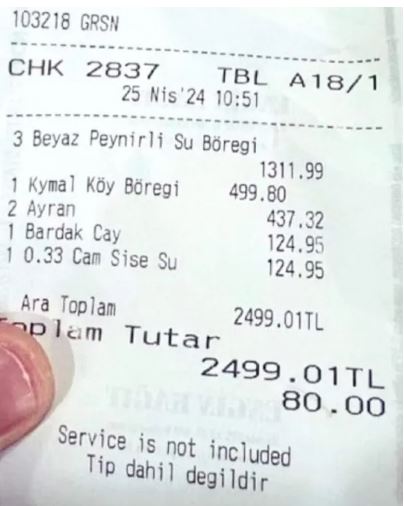 103218 GRSN
CHK 2837 TBL A18/1
25 Nis'24 10:51
3 Beyaz Peynirli Su Böregi
1311.99
1 Kymal Köy Böregi 499.80
2 Ayran 437.32
1 Bardak Cay 124.95
1 0.33 Cam Sise Su 124.95
Ara Toplam 2499.01TL
Toplam Tutar
2499.01TL
80.00
Service is not included
Tip dahil degildir